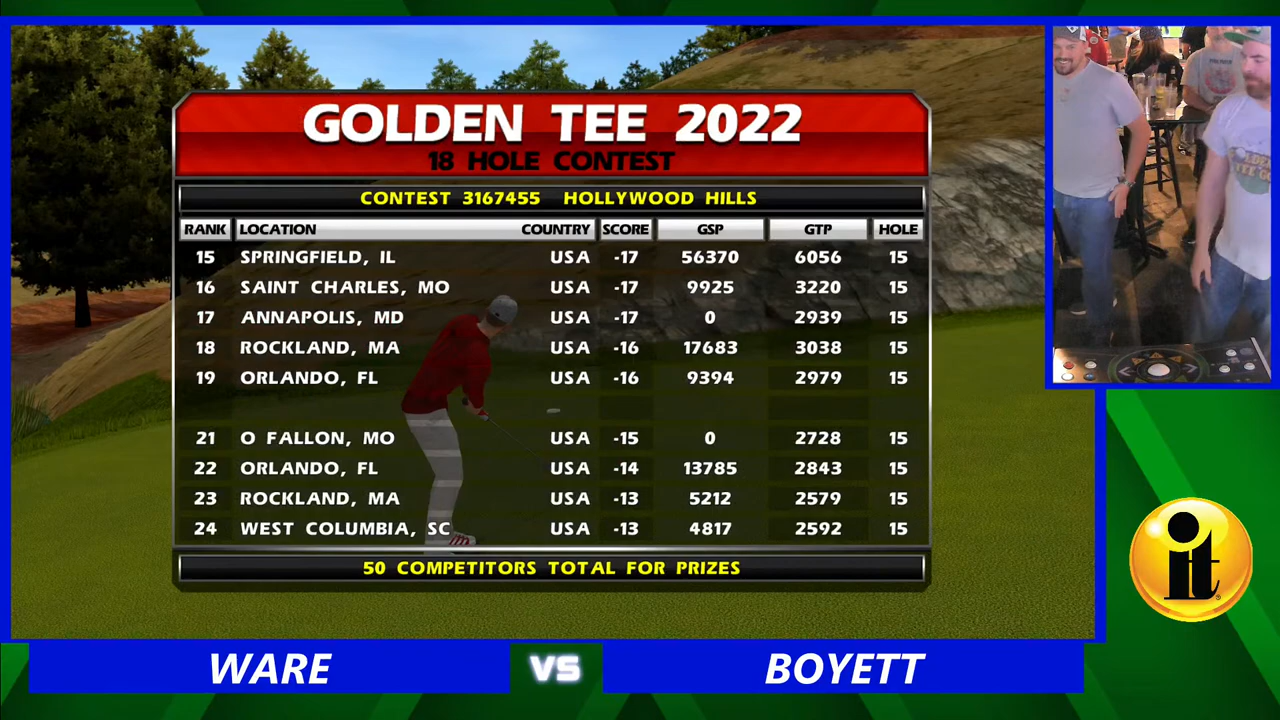 GOLDEN TEE 2022
18 HOLE CONTEST
CONTEST 3167455 HOLLYWOOD HILLS
RANK LOCATION COUNTRY SCORE GSP GTP HOLE
15 SPRINGFIELD, IL USA -17 56370 6056 15
16 SAINT CHARLES, MO USA -17 9925 3220 15
17 ANNAPOLIS, MD USA -17 0 2939 15
18 ROCKLAND, MA USA -16 17683 3038 15
19 ORLANDO, FL USA -16 9394 2979 15
21 O FALLON, MO USA -15 0 2728 15
22 ORLANDO, FL USA -14 13785 2843 15
23 ROCKLAND, MA USA -13 5212 2579 15
24 WEST COLUMBIA, SC USA -13 4817 2592 15
50 COMPETITORS TOTAL FOR PRIZES
it
WARE VS BOYETT